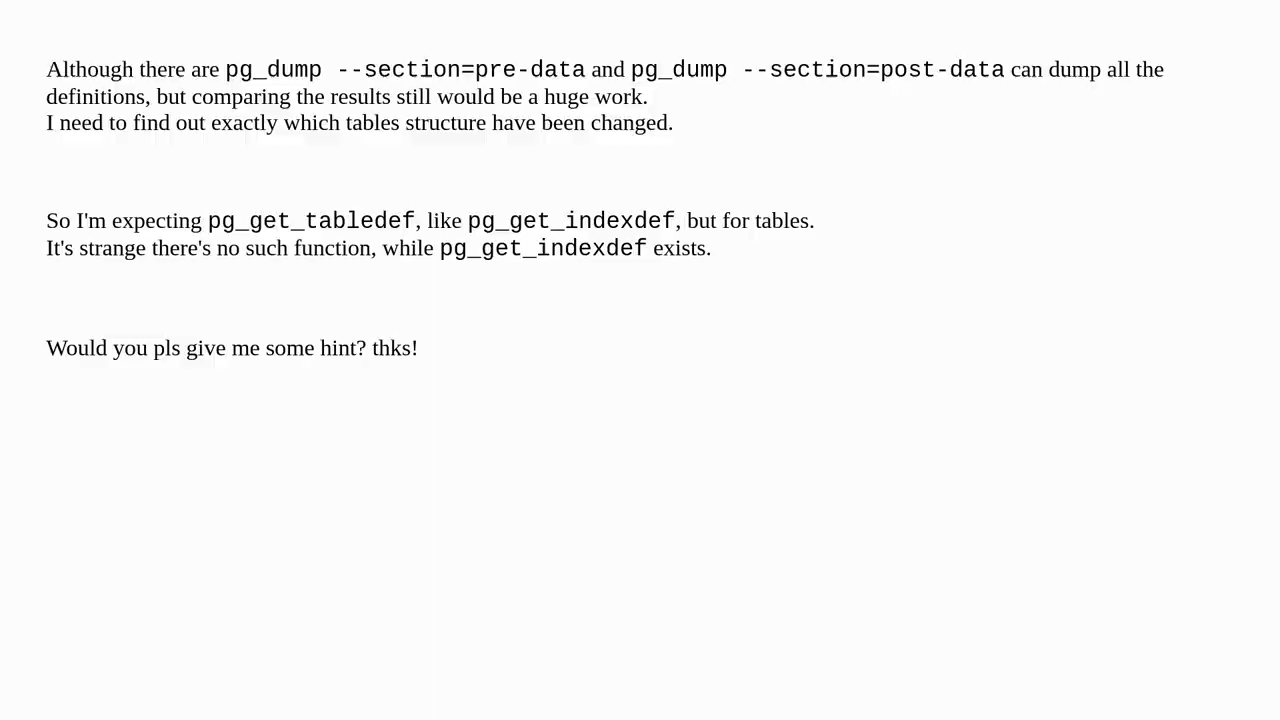 Although there are pg_dump --section=pre-data and pg_dump --section=post-data can dump all the
definitions, but comparing the results still would be a huge work.
I need to find out exactly which tables structure have been changed.
So I'm expecting pg_get_tabledef, like pg_get_indexdef, but for tables.
It's strange there's no such function, while pg_get_indexdef exists.
Would you pls give me some hint? thks!